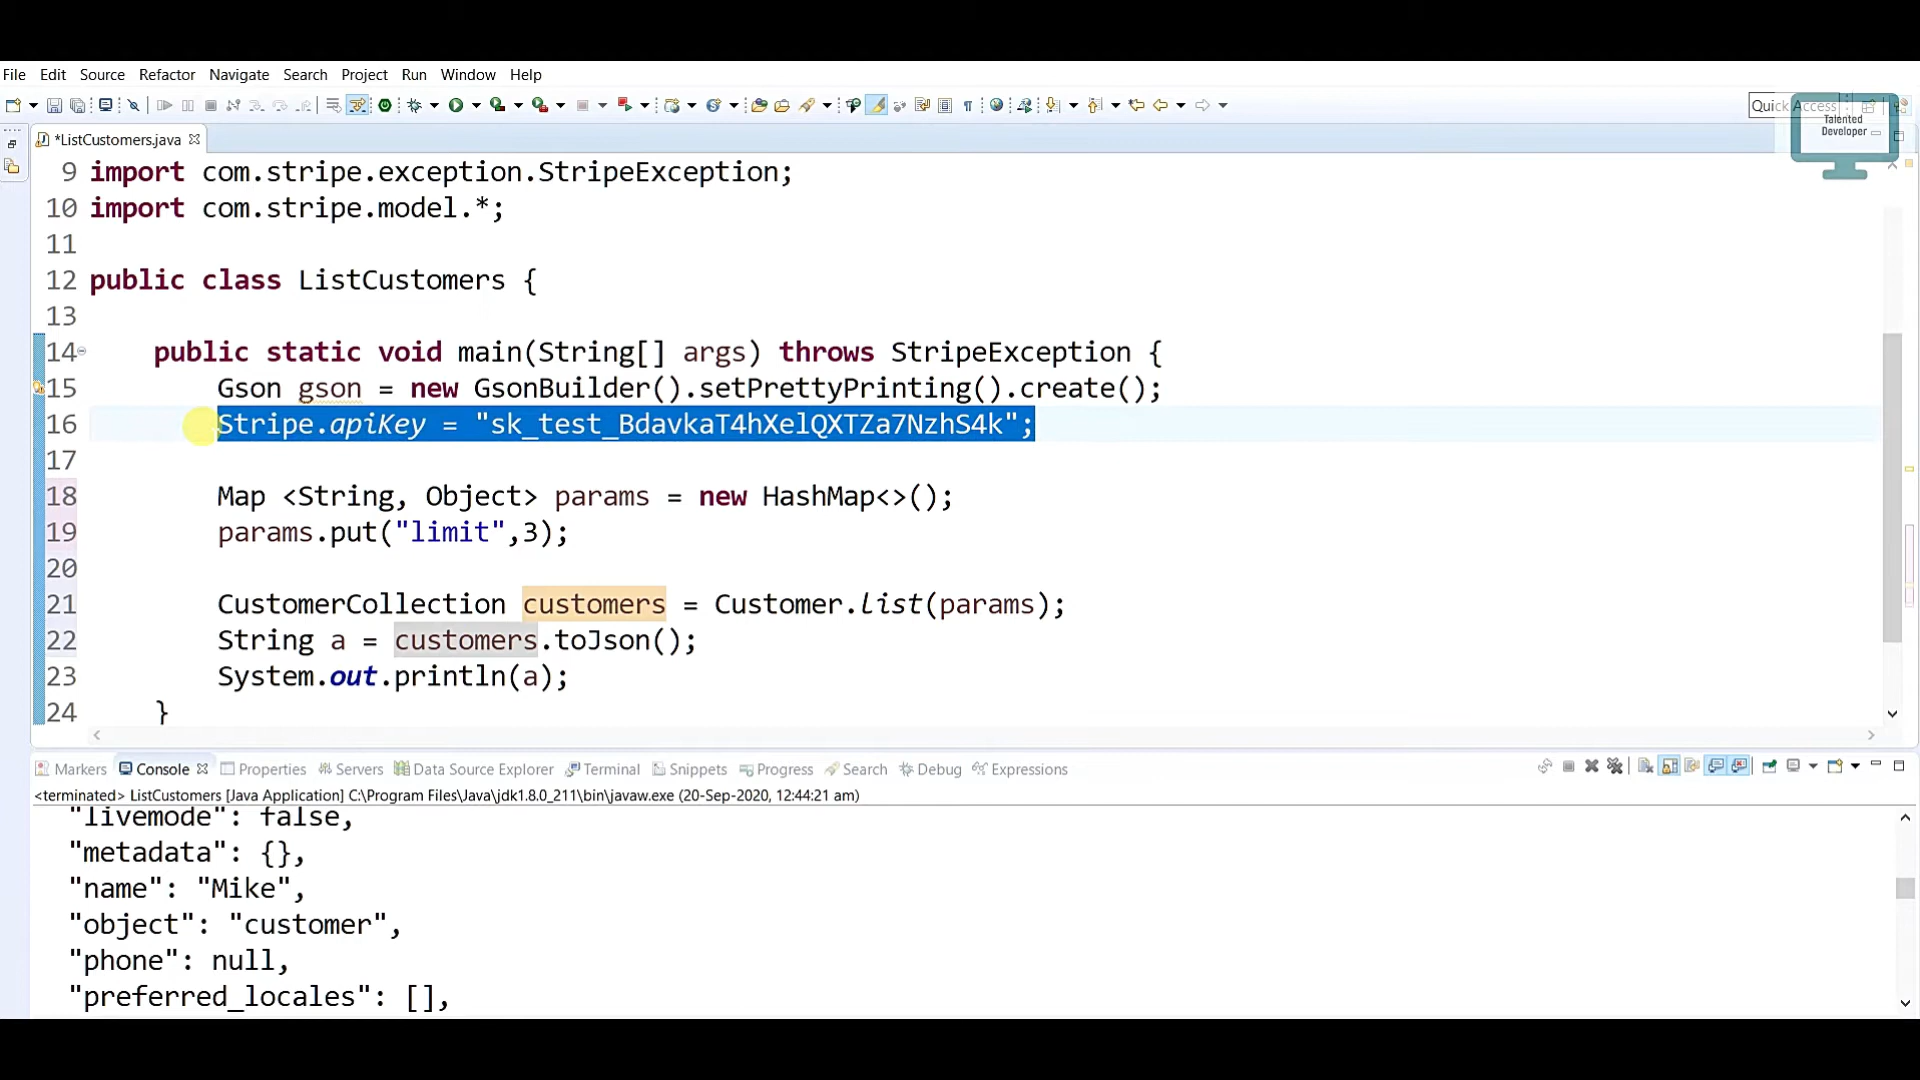 File Edit Source Refactor Navigate Search Project Run Window Help
Quick Access
Talented
Developer
*ListCustomers.java
9 import com.stripe.exception.StripeException;
10 import com.stripe.model.*;
11
12 public class ListCustomers {
13
14 public static void main(String[] args) throws StripeException {
15 Gson gson = new GsonBuilder().setPrettyPrinting().create();
16 Stripe.apiKey = "sk_test_BdavkaT4hXelQXTZa7NzhS4k";
17
18 Map <String, Object> params = new HashMap<>();
19 params.put("limit",3);
20
21 CustomerCollection customers = Customer.list(params);
22 String a = customers.toJson();
23 System.out.println(a);
24 }
Markers Console Properties Servers Data Source Explorer Terminal Snippets Progress Search Debug Expressions
<terminated> ListCustomers [Java Application] C:\Program Files\Java\jdk1.8.0_211\bin\javaw.exe (20-Sep-2020, 12:44:21 am)
"livemode": false,
"metadata": {},
"name": "Mike",
"object": "customer",
"phone": null,
"preferred_locales": [],